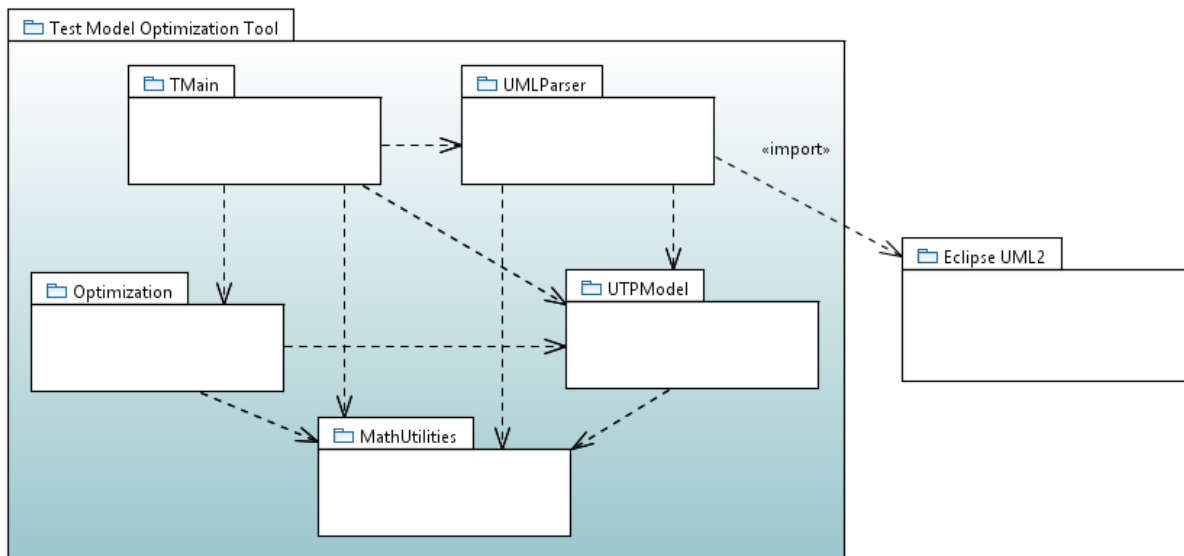 Test Model Optimization Tool
TMain
UMLParser
«import»
Eclipse UML2
Optimization
UTPModel
MathUtilities